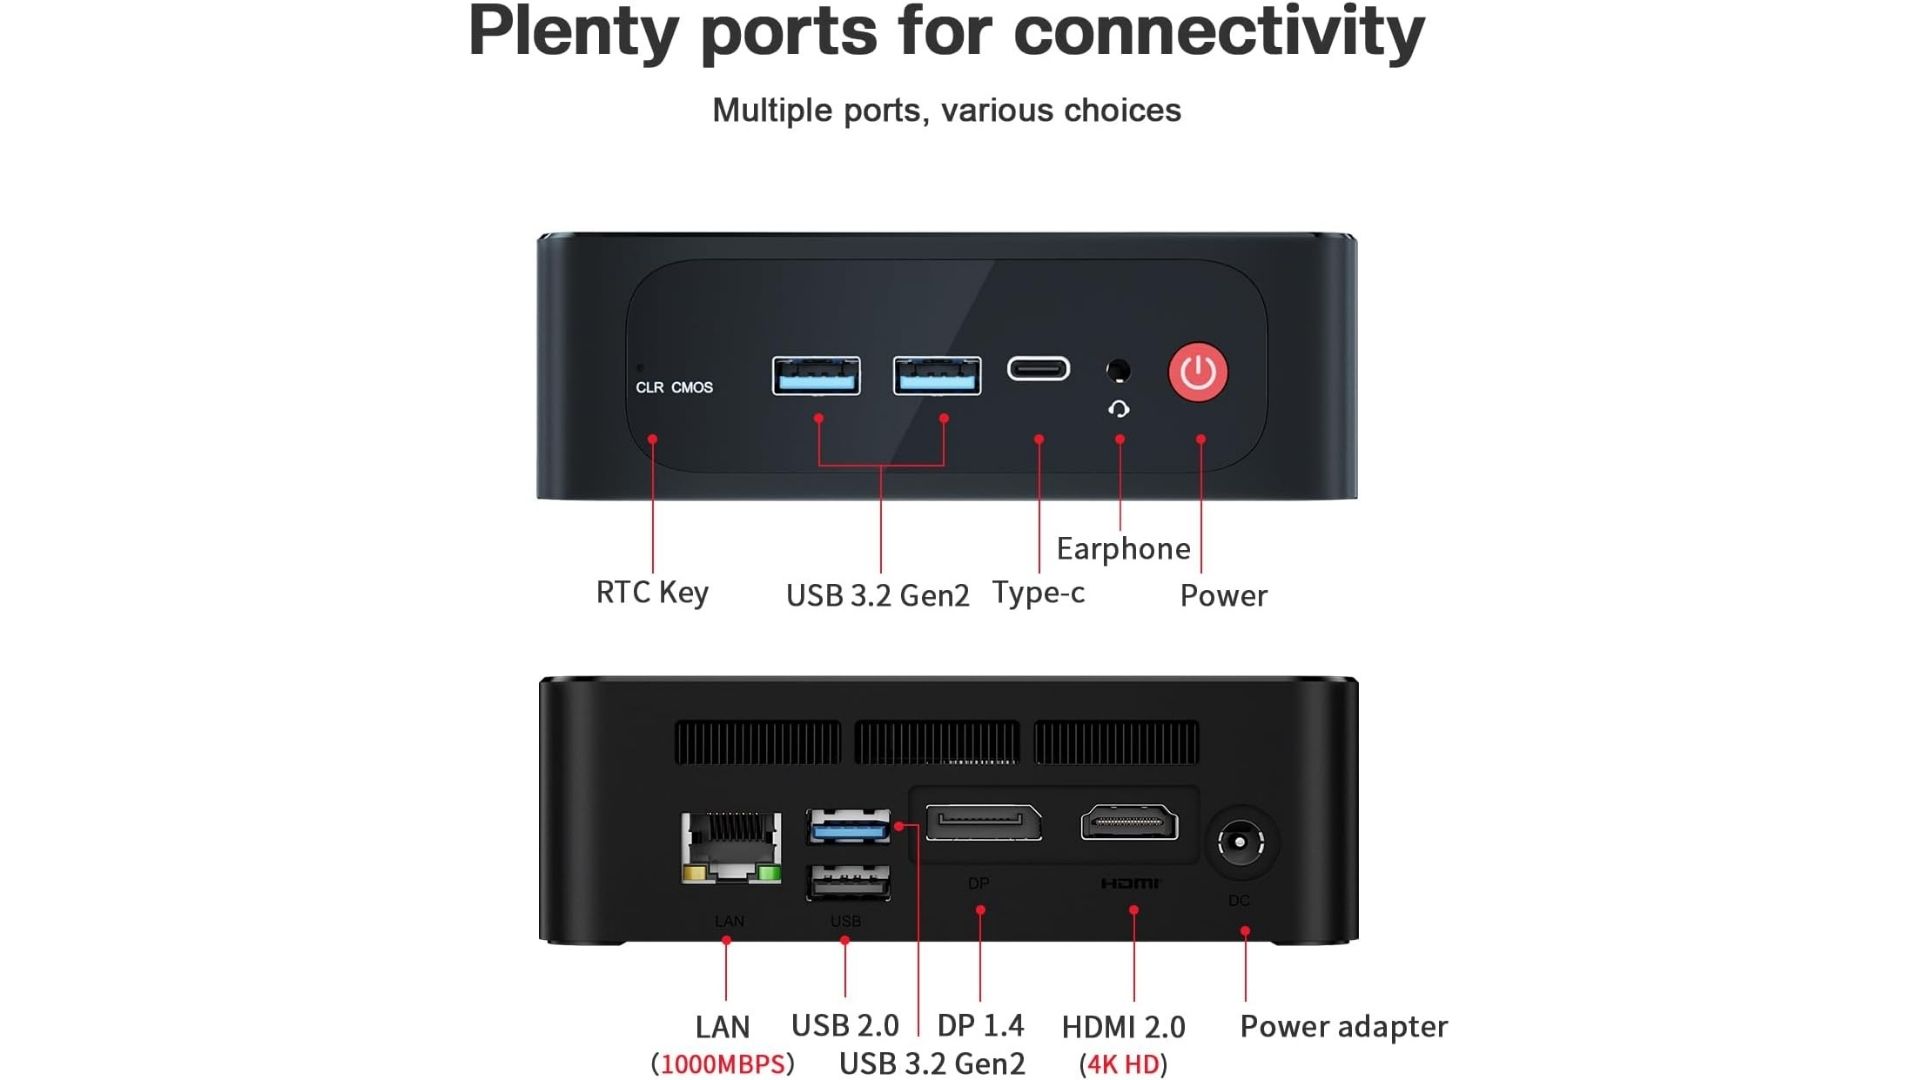 Plenty ports for connectivity
Multiple ports, various choices
CLR CMOS
Earphone
RTC Key
USB 3.2 Gen2
Type-c
Power
LAN
USB
DP
HDMI
DC
LAN
(1000MBPS)
USB 2.0
USB 3.2 Gen2
DP 1.4
HDMI 2.0
(4K HD)
Power adapter